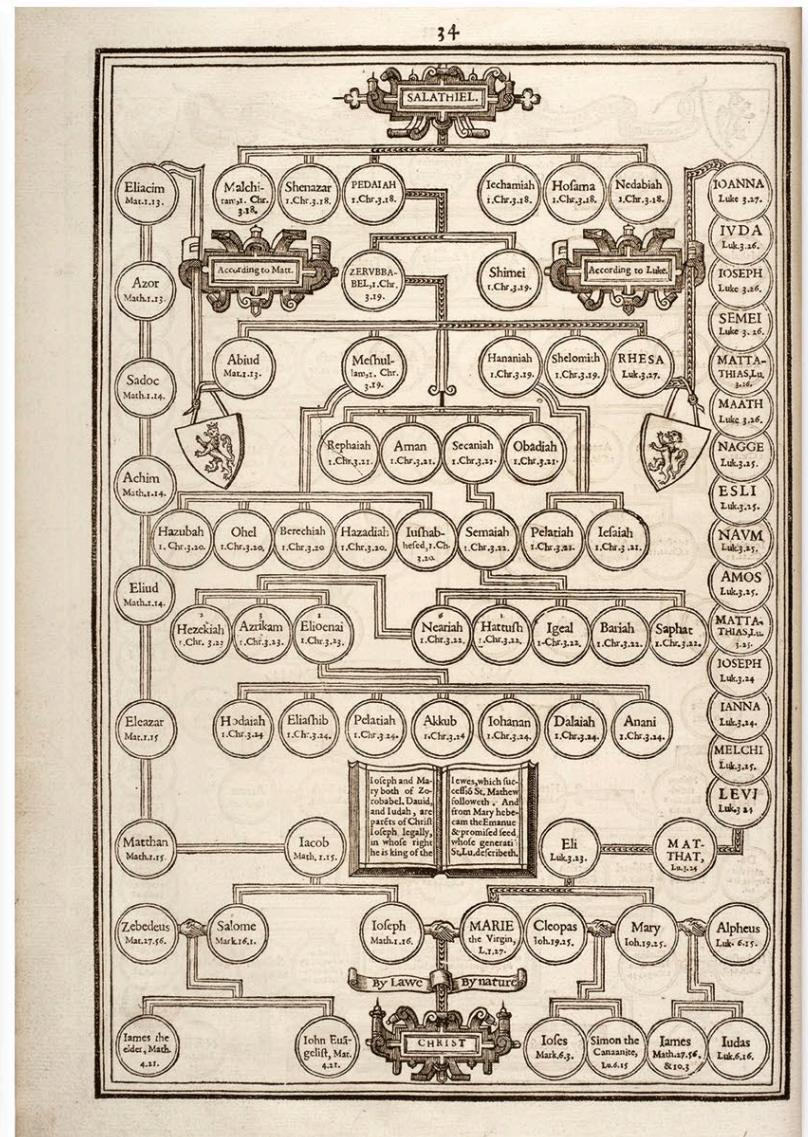 34
SALATHIEL.
Eliacim
Mat.1.13.
Malchi-
ram,1. Chr.
3.18.
Shenazar
1.Chr.3.18.
PEDAIAH
1.Chr.3.18.
Iechamiah
1.Chr.3.18.
Hosama
1.Chr.3.18.
Nedabiah
1.Chr.3.18.
IOANNA
Luke 3.27.
IVDA
Luk.3.26.
According to Matt.
ZERVBBA-
BEL,1.Chr.
3.19.
Shimei
1.Chr.3.19.
According to Luke.
IOSEPH
Luke 3.26.
Azor
Math.1.13.
SEMEI
Luke 3.26.
Abiud
Mat.1.13.
Meſhul-
lam,1. Chr.
3.19.
Hananiah
1.Chr.3.19.
Shelomith
1.Chr.3.19.
RHESA
Luk.3.27.
MATTA-
THIAS,Lu.
3.26.
Sadoc
Math.1.14.
MAATH
Luke 3.26.
Rephaiah
1.Chr.3.21.
Arnan
1.Chr.3.21.
Secaniah
1.Chr.3.21.
Obadiah
1.Chr.3.21.
NAGGE
Luk.3.25.
Achim
Math.1.14.
ESLI
Luk.3.25.
Hazubah
1. Chr.3.20.
Ohel
1.Chr.3.20,
Berechiah
1.Chr.3.20
Hazadiah
1.Chr.3.20.
Iuſhab-
heſed,1.Ch.
3.20.
Semaiah
1.Chr.3.22.
Pelatiah
1.Chr.3.21.
Ieſaiah
1.Chr.3.21.
NAVM
Luk.3.25.
Eliud
Math.1.14.
AMOS
Luk.3.25.
Hezekiah
1.Chr. 3.23
Azrikam
1.Chr.3.23.
Elioenai
1.Chr.3.23.
Neariah
1.Chr.3.22.
Hattuſh
1.Chr.3.22,
Igeal
1-Chr.3.22.
Bariah
1.Chr.3.22.
Saphat
1.Chr.3.22.
MATTA-
THIAS,Lu.
3.25.
IOSEPH
Luk.3.24
Eleazar
Mat.1.15
Hodaiah
1.Chr.3.24
Eliaſhib
1.Chr.3.24.
Pelatiah
1.Chr.3.24.
Akkub
1.Chr.3.24
Iohanan
1.Chr.3.24.
Dalaiah
1.Chr.3.24.
Anani
1.Chr.3.24.
IANNA
Luk.3.24.
MELCHI
Luk.3.25.
LEVI
Luk.3 24
Ioſeph and Ma-
ry both of Zo-
robabel, Dauid,
and Iudah, are
parẽts of Chriſt
Ioſeph legally,
in whoſe right
he is king of the
Iewes,which ſuc-
ceſſiõ St. Mathew
followeth . And
from Mary he be-
cam the Emanue
&promiſed ſeed
whoſe generati
St,Lu,deſcribeth.
Matthan
Math.1.15.
Iacob
Math. 1.15.
Eli
Luk.3.23.
MAT-
THAT,
Lu.3.24
Zebedeus
Mat.27.56.
Salome
Mark.16.1.
Ioſeph
Math.1.16.
MARIE
the Virgin,
L.1,27.
Cleopas
Ioh.19.25.
Mary
Ioh.19.25.
Alpheus
Luk. 6.15.
By Lawe
By nature
Iames the
elder, Math.
4.21.
Iohn Euã-
geliſt, Mat.
4.21.
CHRIST
Ioſes
Mark.6.3.
Simon the
Canaanite,
Lu.6.15
Iames
Math.27.56.
&10.3
Iudas
Luk.6.16.